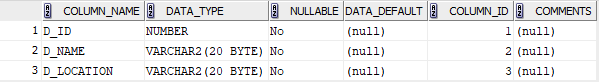 COLUMN_NAME DATA_TYPE NULLABLE DATA_DEFAULT COLUMN_ID COMMENTS
1 D_ID NUMBER No (null) 1 (null)
2 D_NAME VARCHAR2(20 BYTE) No (null) 2 (null)
3 D_LOCATION VARCHAR2(20 BYTE) No (null) 3 (null)